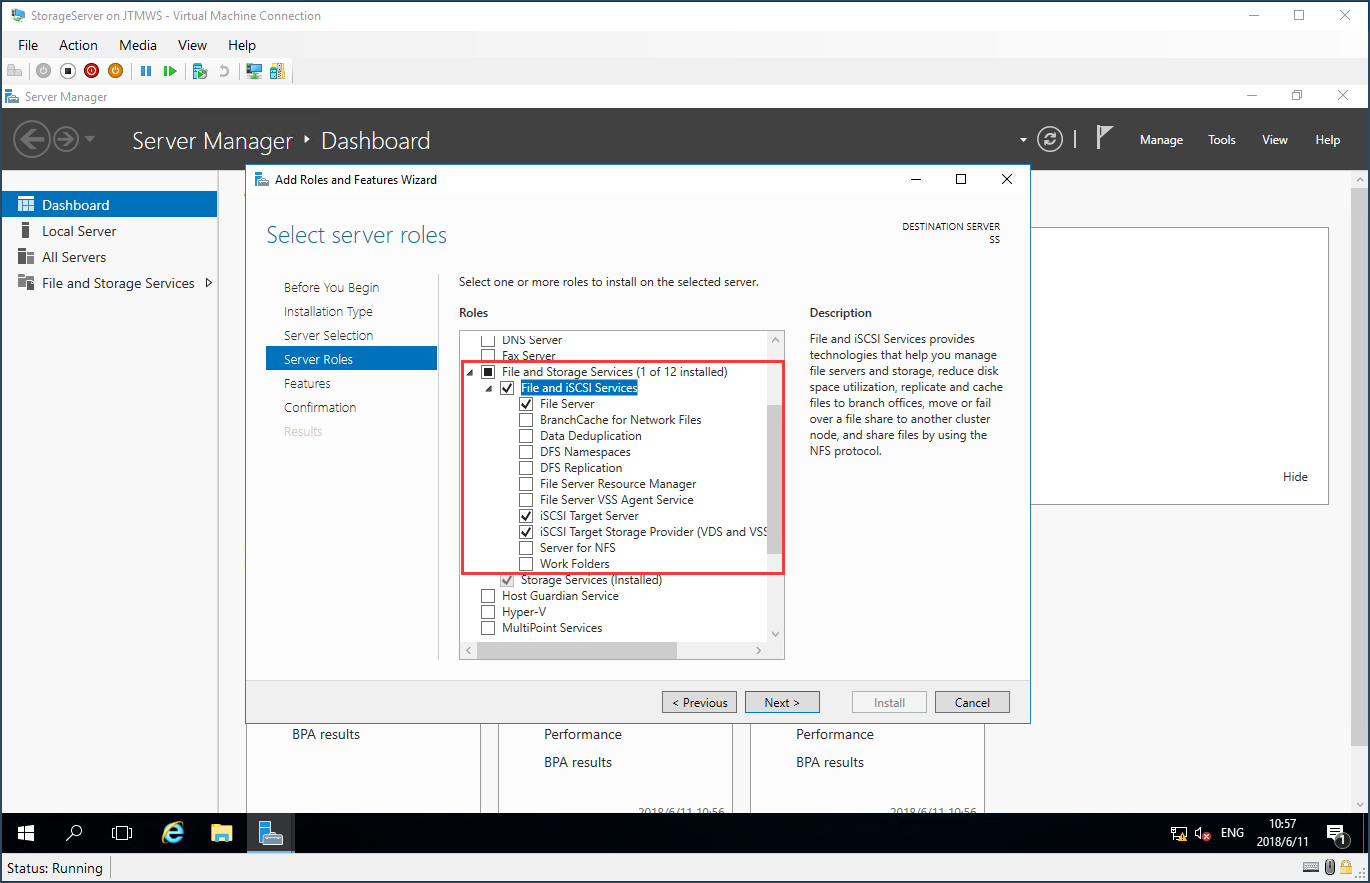 StorageServer on JTMWS - Virtual Machine Connection
File Action Media View Help
Server Manager
Server Manager ‣ Dashboard
Manage Tools View Help
Dashboard
Local Server
All Servers
File and Storage Services
Add Roles and Features Wizard
Select server roles
DESTINATION SERVER
SS
Before You Begin
Installation Type
Server Selection
Server Roles
Features
Confirmation
Results
Select one or more roles to install on the selected server.
Roles
DNS Server
Fax Server
File and Storage Services (1 of 12 installed)
File and iSCSI Services
File Server
BranchCache for Network Files
Data Deduplication
DFS Namespaces
DFS Replication
File Server Resource Manager
File Server VSS Agent Service
iSCSI Target Server
iSCSI Target Storage Provider (VDS and VSS
Server for NFS
Work Folders
Storage Services (Installed)
Host Guardian Service
Hyper-V
MultiPoint Services
Description
File and iSCSI Services provides
technologies that help you manage
file servers and storage, reduce disk
space utilization, replicate and cache
files to branch offices, move or fail
over a file share to another cluster
node, and share files by using the
NFS protocol.
Hide
< Previous Next > Install Cancel
BPA results
Performance
BPA results
2018/6/11 10:56
Performance
BPA results
2018/6/11 10:56
ENG
10:57
2018/6/11
1
Status: Running